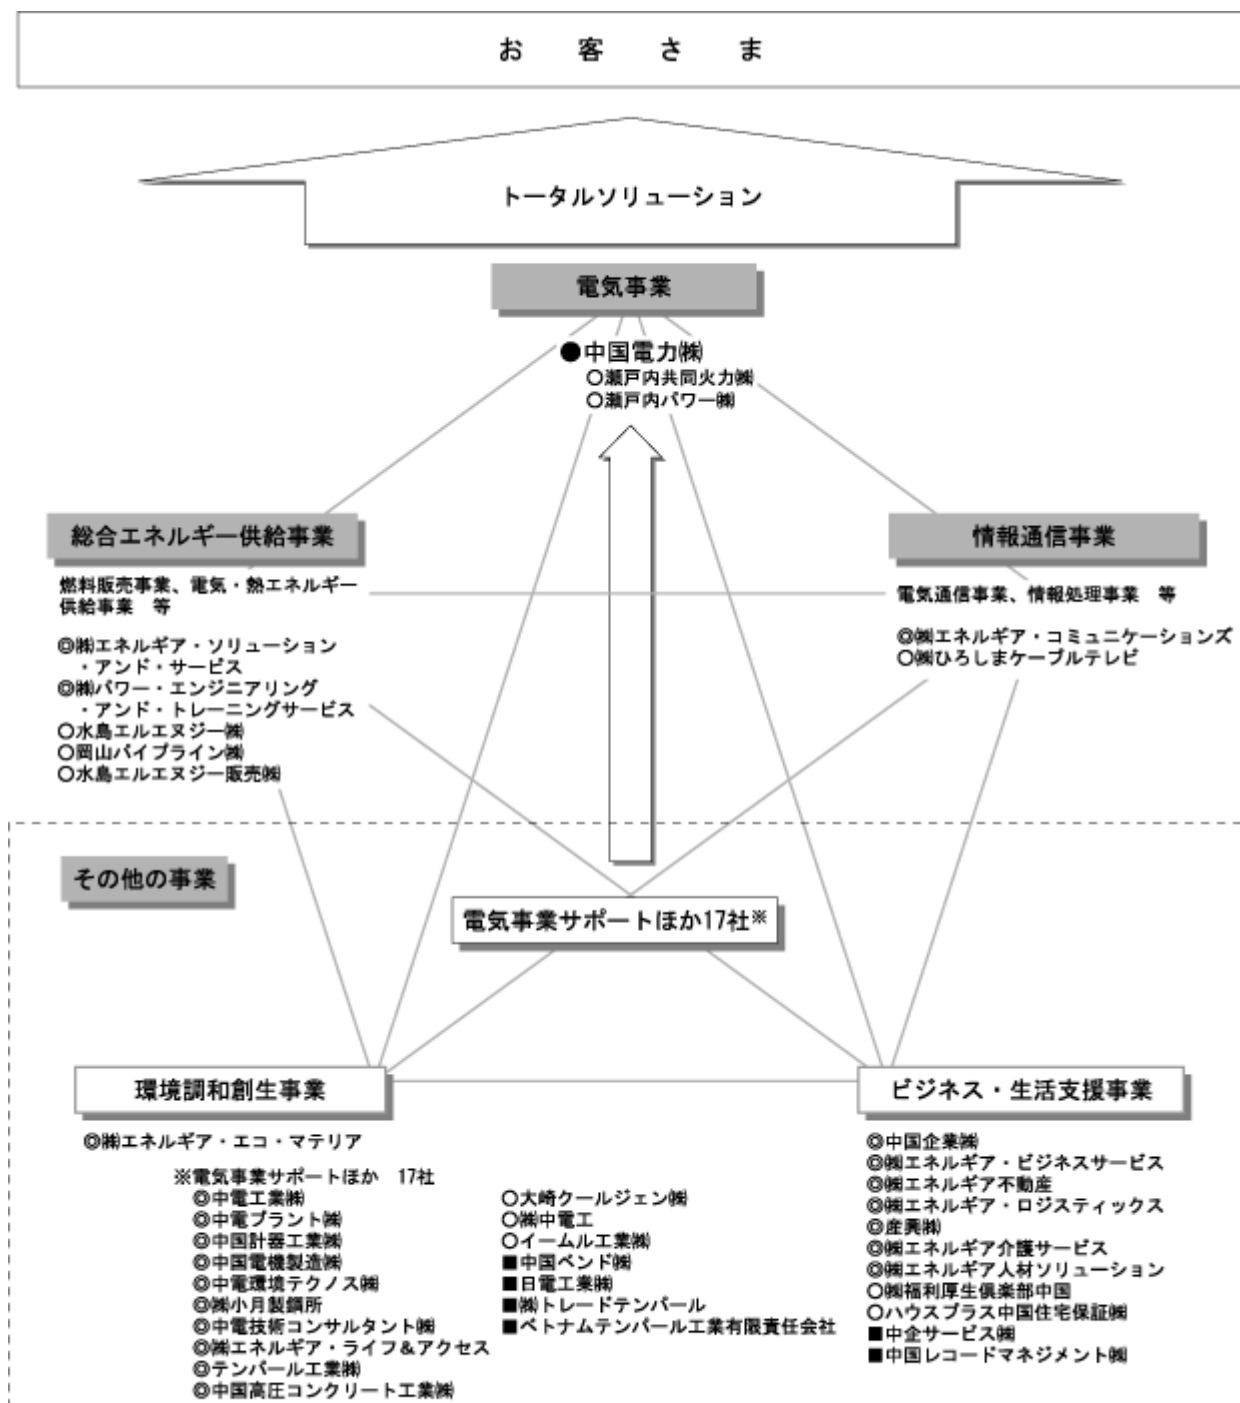 お客さま
トータルソリューション
電気事業
●中国電力㈱
○瀬戸内共同火力㈱
○瀬戸内パワー㈱
総合エネルギー供給事業
燃料販売事業、電気・熱エネルギー
供給事業　等
◎㈱エネルギア・ソリューション
・アンド・サービス
◎㈱パワー・エンジニアリング
・アンド・トレーニングサービス
○水島エルエヌジー㈱
○岡山パイプライン㈱
○水島エルエヌジー販売㈱
情報通信事業
電気通信事業、情報処理事業　等
◎㈱エネルギア・コミュニケーションズ
○㈱ひろしまケーブルテレビ
その他の事業
電気事業サポートほか17社※
環境調和創生事業
◎㈱エネルギア・エコ・マテリア
※電気事業サポートほか　17社
◎中電工業㈱
◎中電プラント㈱
◎中国計器工業㈱
◎中国電機製造㈱
◎中電環境テクノス㈱
◎㈱小月製鋼所
◎中電技術コンサルタント㈱
◎㈱エネルギア・ライフ＆アクセス
◎テンパール工業㈱
◎中国高圧コンクリート工業㈱
○大崎クールジェン㈱
○㈱中電工
○イームル工業㈱
■中国ペンド㈱
■日電工業㈱
■㈱トレードテンパール
■ベトナムテンパール工業有限責任会社
ビジネス・生活支援事業
◎中国企業㈱
◎㈱エネルギア・ビジネスサービス
◎㈱エネルギア不動産
◎㈱エネルギア・ロジスティックス
◎産興㈱
◎㈱エネルギア介護サービス
◎㈱エネルギア人材ソリューション
○㈱福利厚生倶楽部中国
○ハウスプラス中国住宅保証㈱
■中企サービス㈱
■中国レコードマネジメント㈱